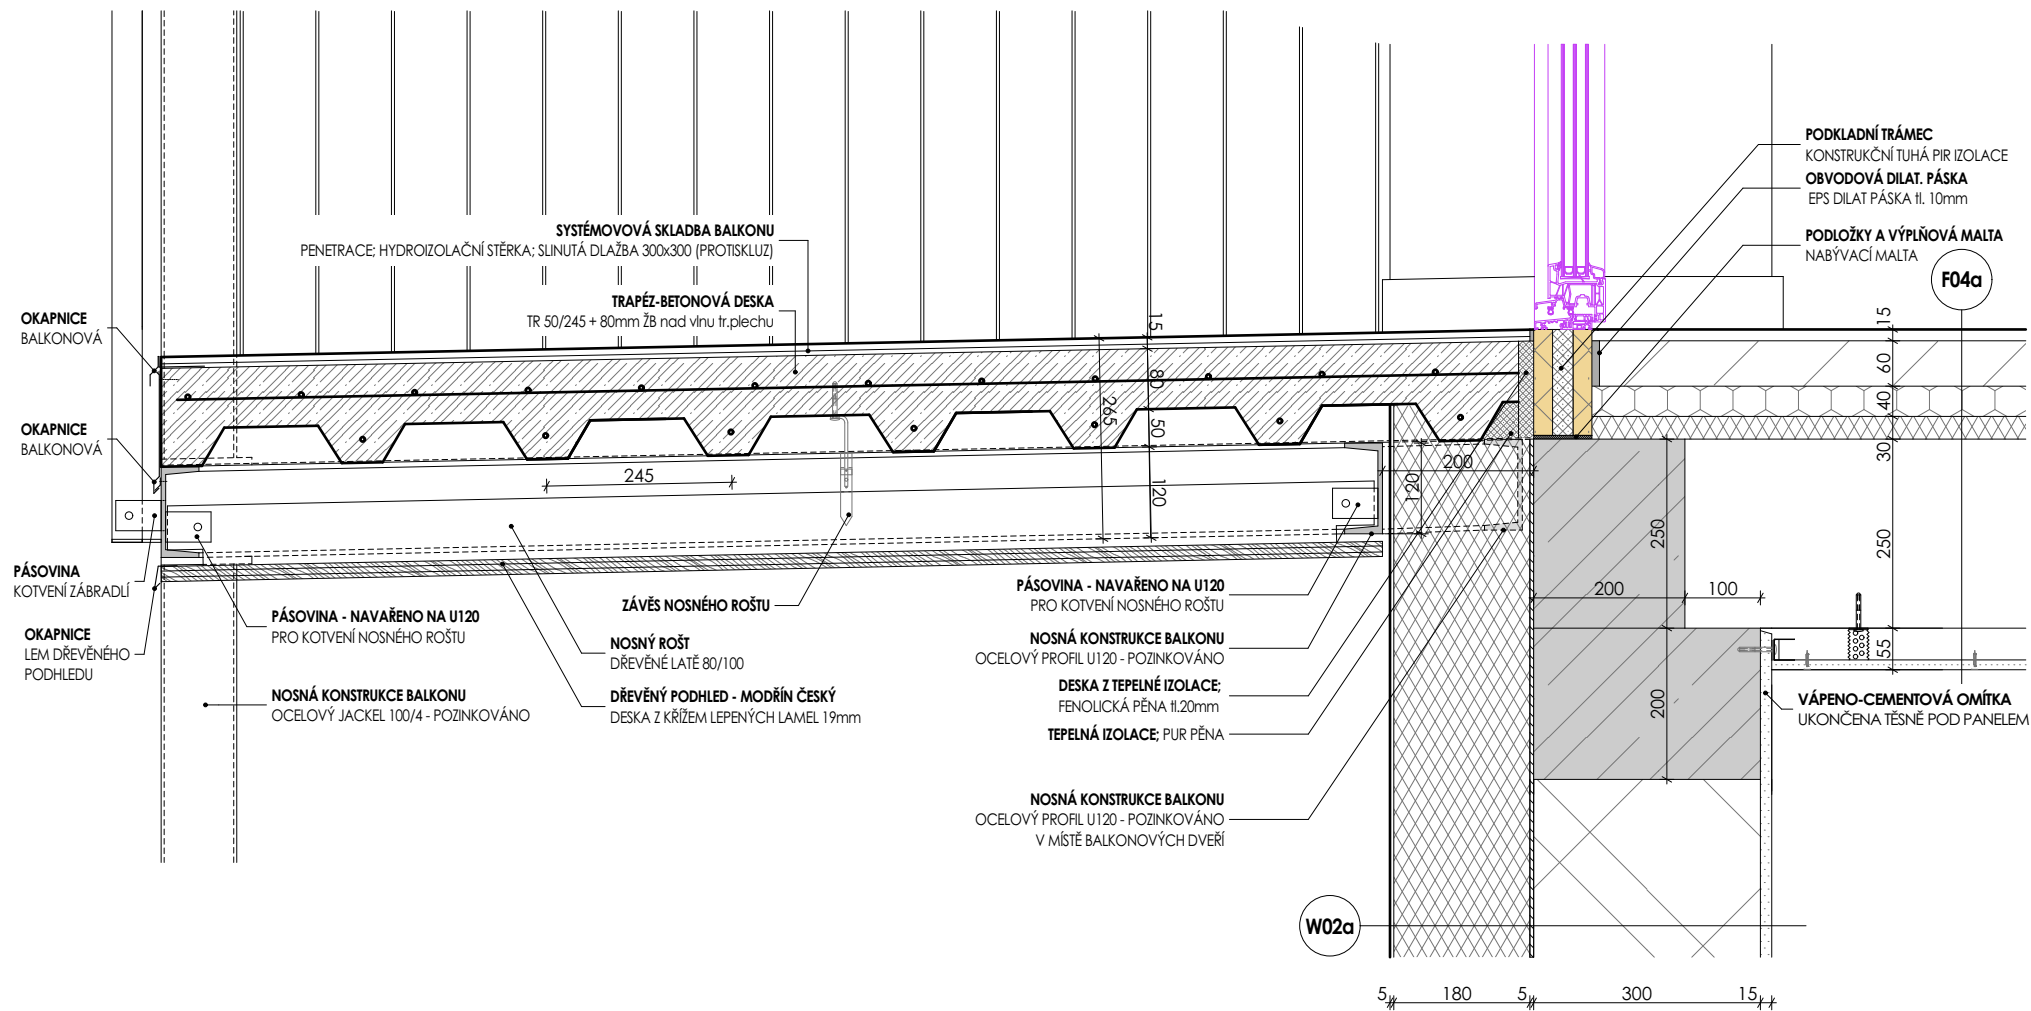 SYSTÉMOVOVÁ SKLADBA BALKONU
PENETRACE; HYDROIZOLAČNÍ STĚRKA; SLINUTÁ DLAŽBA 300x300 (PROTISKLUZ)
TRAPÉZ-BETONOVÁ DESKA
TR 50/245 + 80mm ŽB nad vlnu tr.plechu
OKAPNICE
BALKONOVÁ
OKAPNICE
BALKONOVÁ
PÁSOVINA
KOTVENÍ ZÁBRADLÍ
OKAPNICE
LEM DŘEVĚNÉHO
PODHLEDU
PÁSOVINA - NAVAŘENO NA U120
PRO KOTVENÍ NOSNÉHO ROŠTU
NOSNÁ KONSTRUKCE BALKONU
OCELOVÝ JACKEL 100/4 - POZINKOVÁNO
ZÁVĚS NOSNÉHO ROŠTU
NOSNÝ ROŠT
DŘEVĚNÉ LATĚ 80/100
DŘEVĚNÝ PODHLED - MODŘÍN ČESKÝ
DESKA Z KŘÍŽEM LEPENÝCH LAMEL 19mm
PÁSOVINA - NAVAŘENO NA U120
PRO KOTVENÍ NOSNÉHO ROŠTU
NOSNÁ KONSTRUKCE BALKONU
OCELOVÝ PROFIL U120 - POZINKOVÁNO
DESKA Z TEPELNÉ IZOLACE;
FENOLICKÁ PĚNA tl.20mm
TEPELNÁ IZOLACE; PUR PĚNA
NOSNÁ KONSTRUKCE BALKONU
OCELOVÝ PROFIL U120 - POZINKOVÁNO
V MÍSTĚ BALKONOVÝCH DVEŘÍ
PODKLADNÍ TRÁMEC
KONSTRUKČNÍ TUHÁ PIR IZOLACE
OBVODOVÁ DILAT. PÁSKA
EPS DILAT PÁSKA tl. 10mm
PODLOŽKY A VÝPLŇOVÁ MALTA
NABÝVACÍ MALTA
F04a
VÁPENO-CEMENTOVÁ OMÍTKA
UKONČENA TĚSNĚ POD PANELEM
W02a
245
15
80
50
120
265
200
120
250
200
200
100
15
60
40
30
250
55
5
180
5
300
15